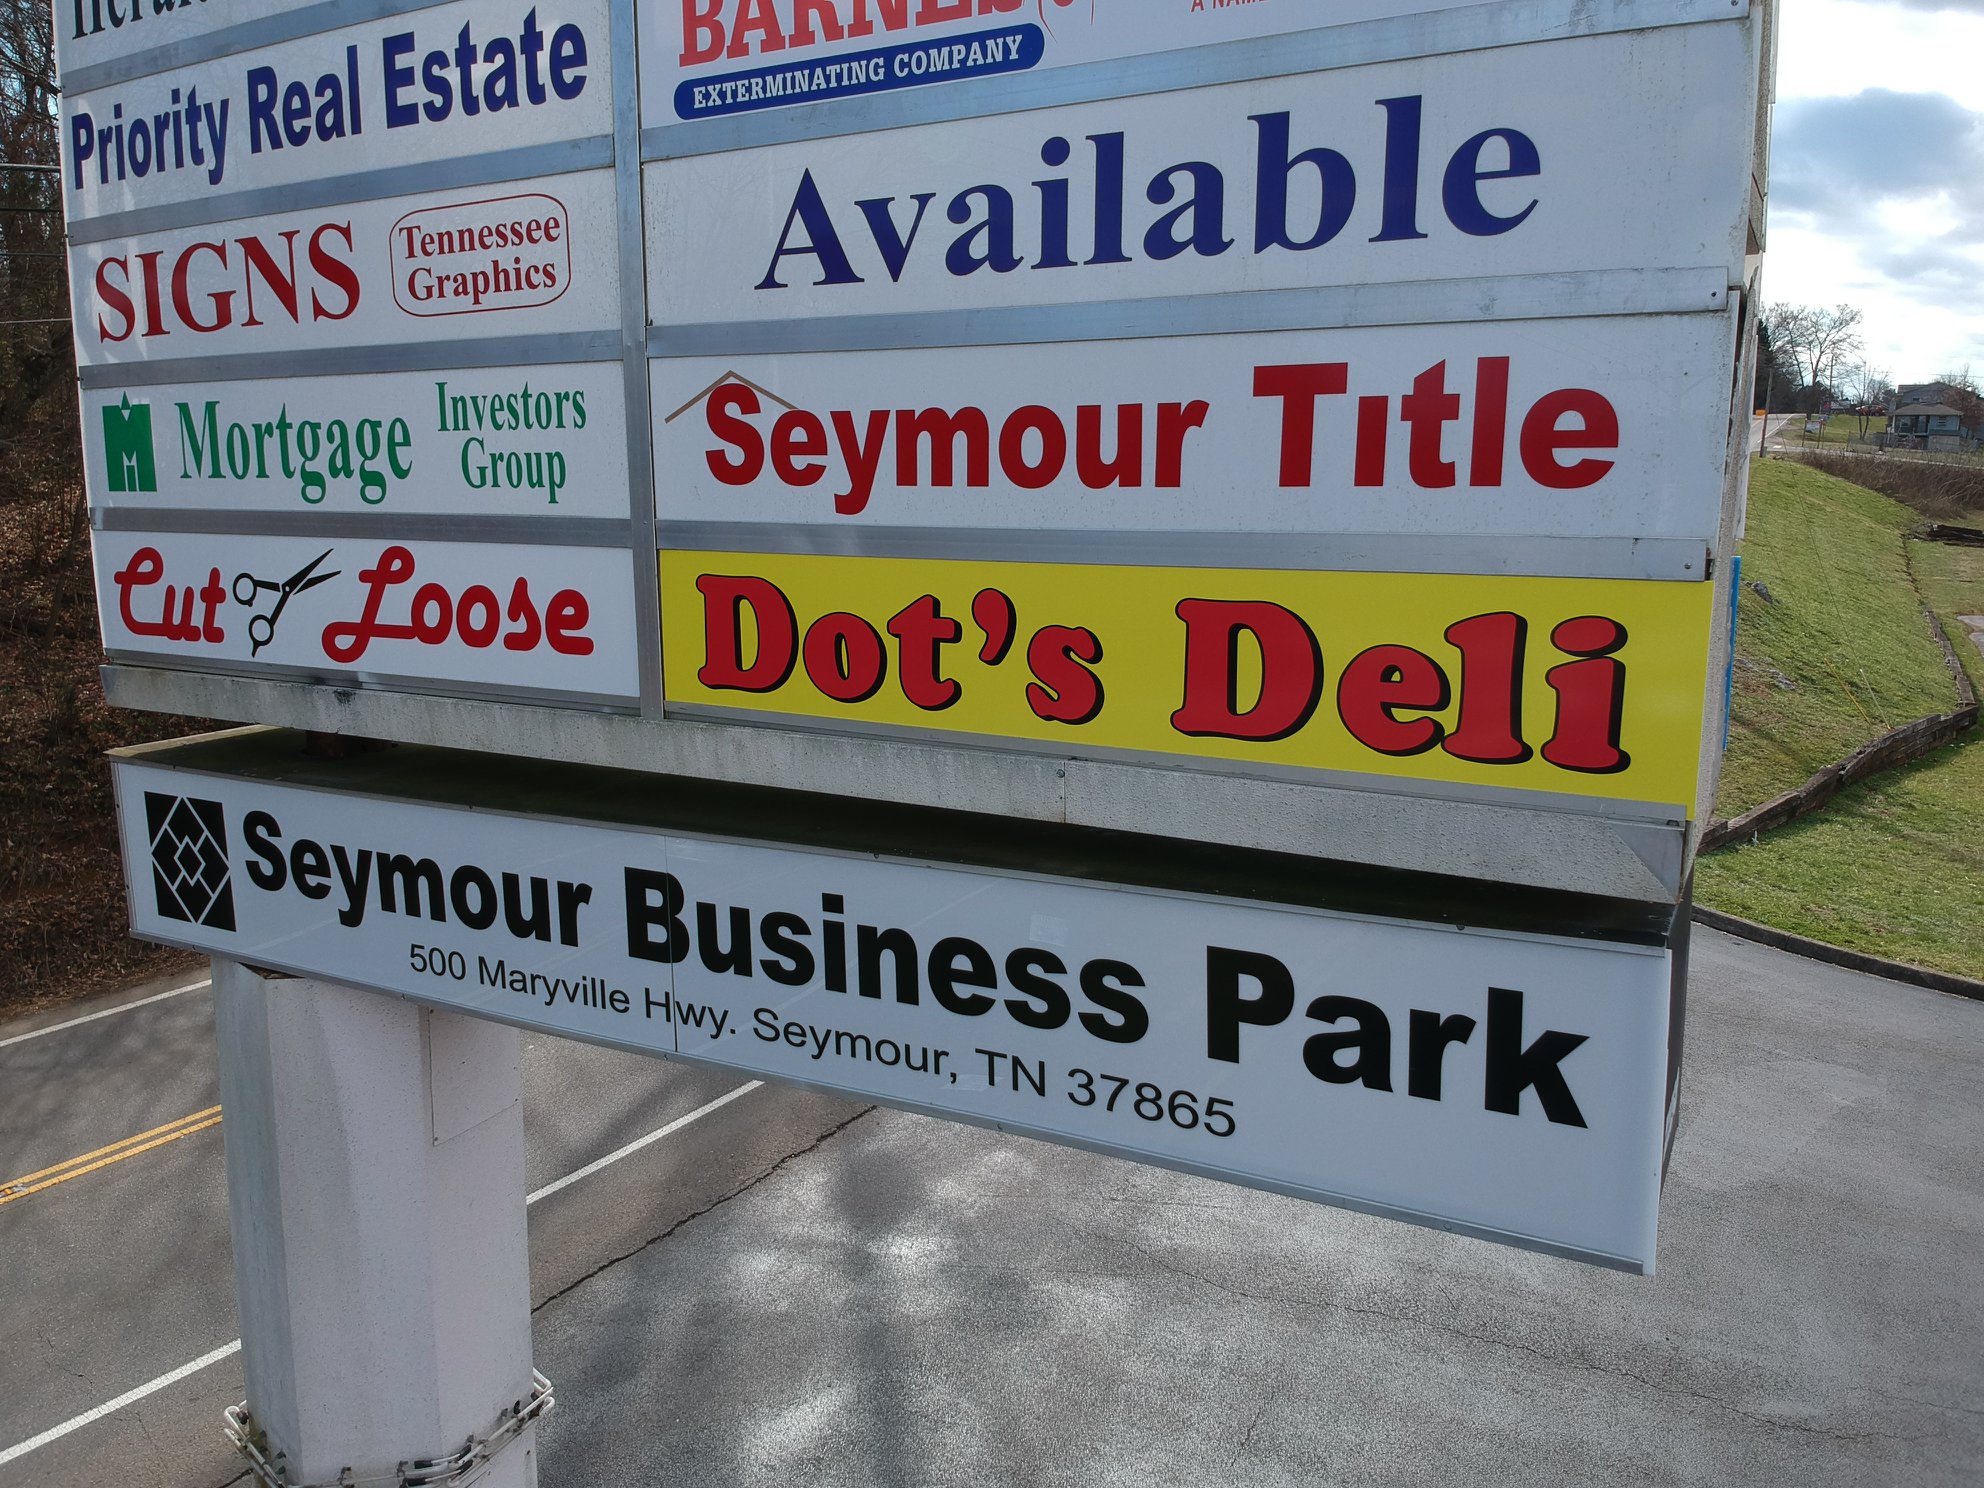 Priority Real Estate
SIGNS
Tennessee
Graphics
Mortgage
Investors
Group
Cut Loose
EXTERMINATING COMPANY
Available
Seymour Tıtle
Dot's Deli
Seymour Business Park
500 Maryville Hwy. Seymour, TN 37865